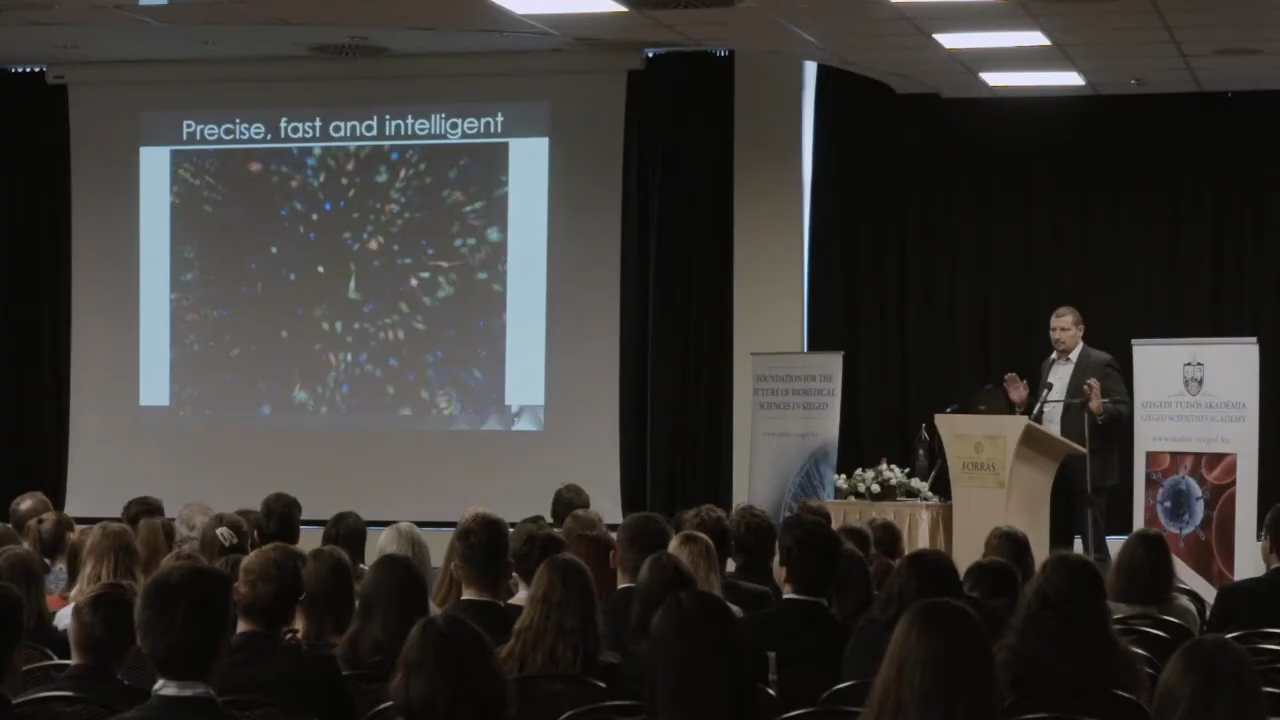 Precise, fast and intelligent
FOUNDATION FOR THE
FUTURE OF BIOMEDICAL
SCIENCES IN SZEGED
FORRÁS
SZEGEDI TUDÓS AKADÉMIA
SZEGED SCIENTISTS ACADEMY